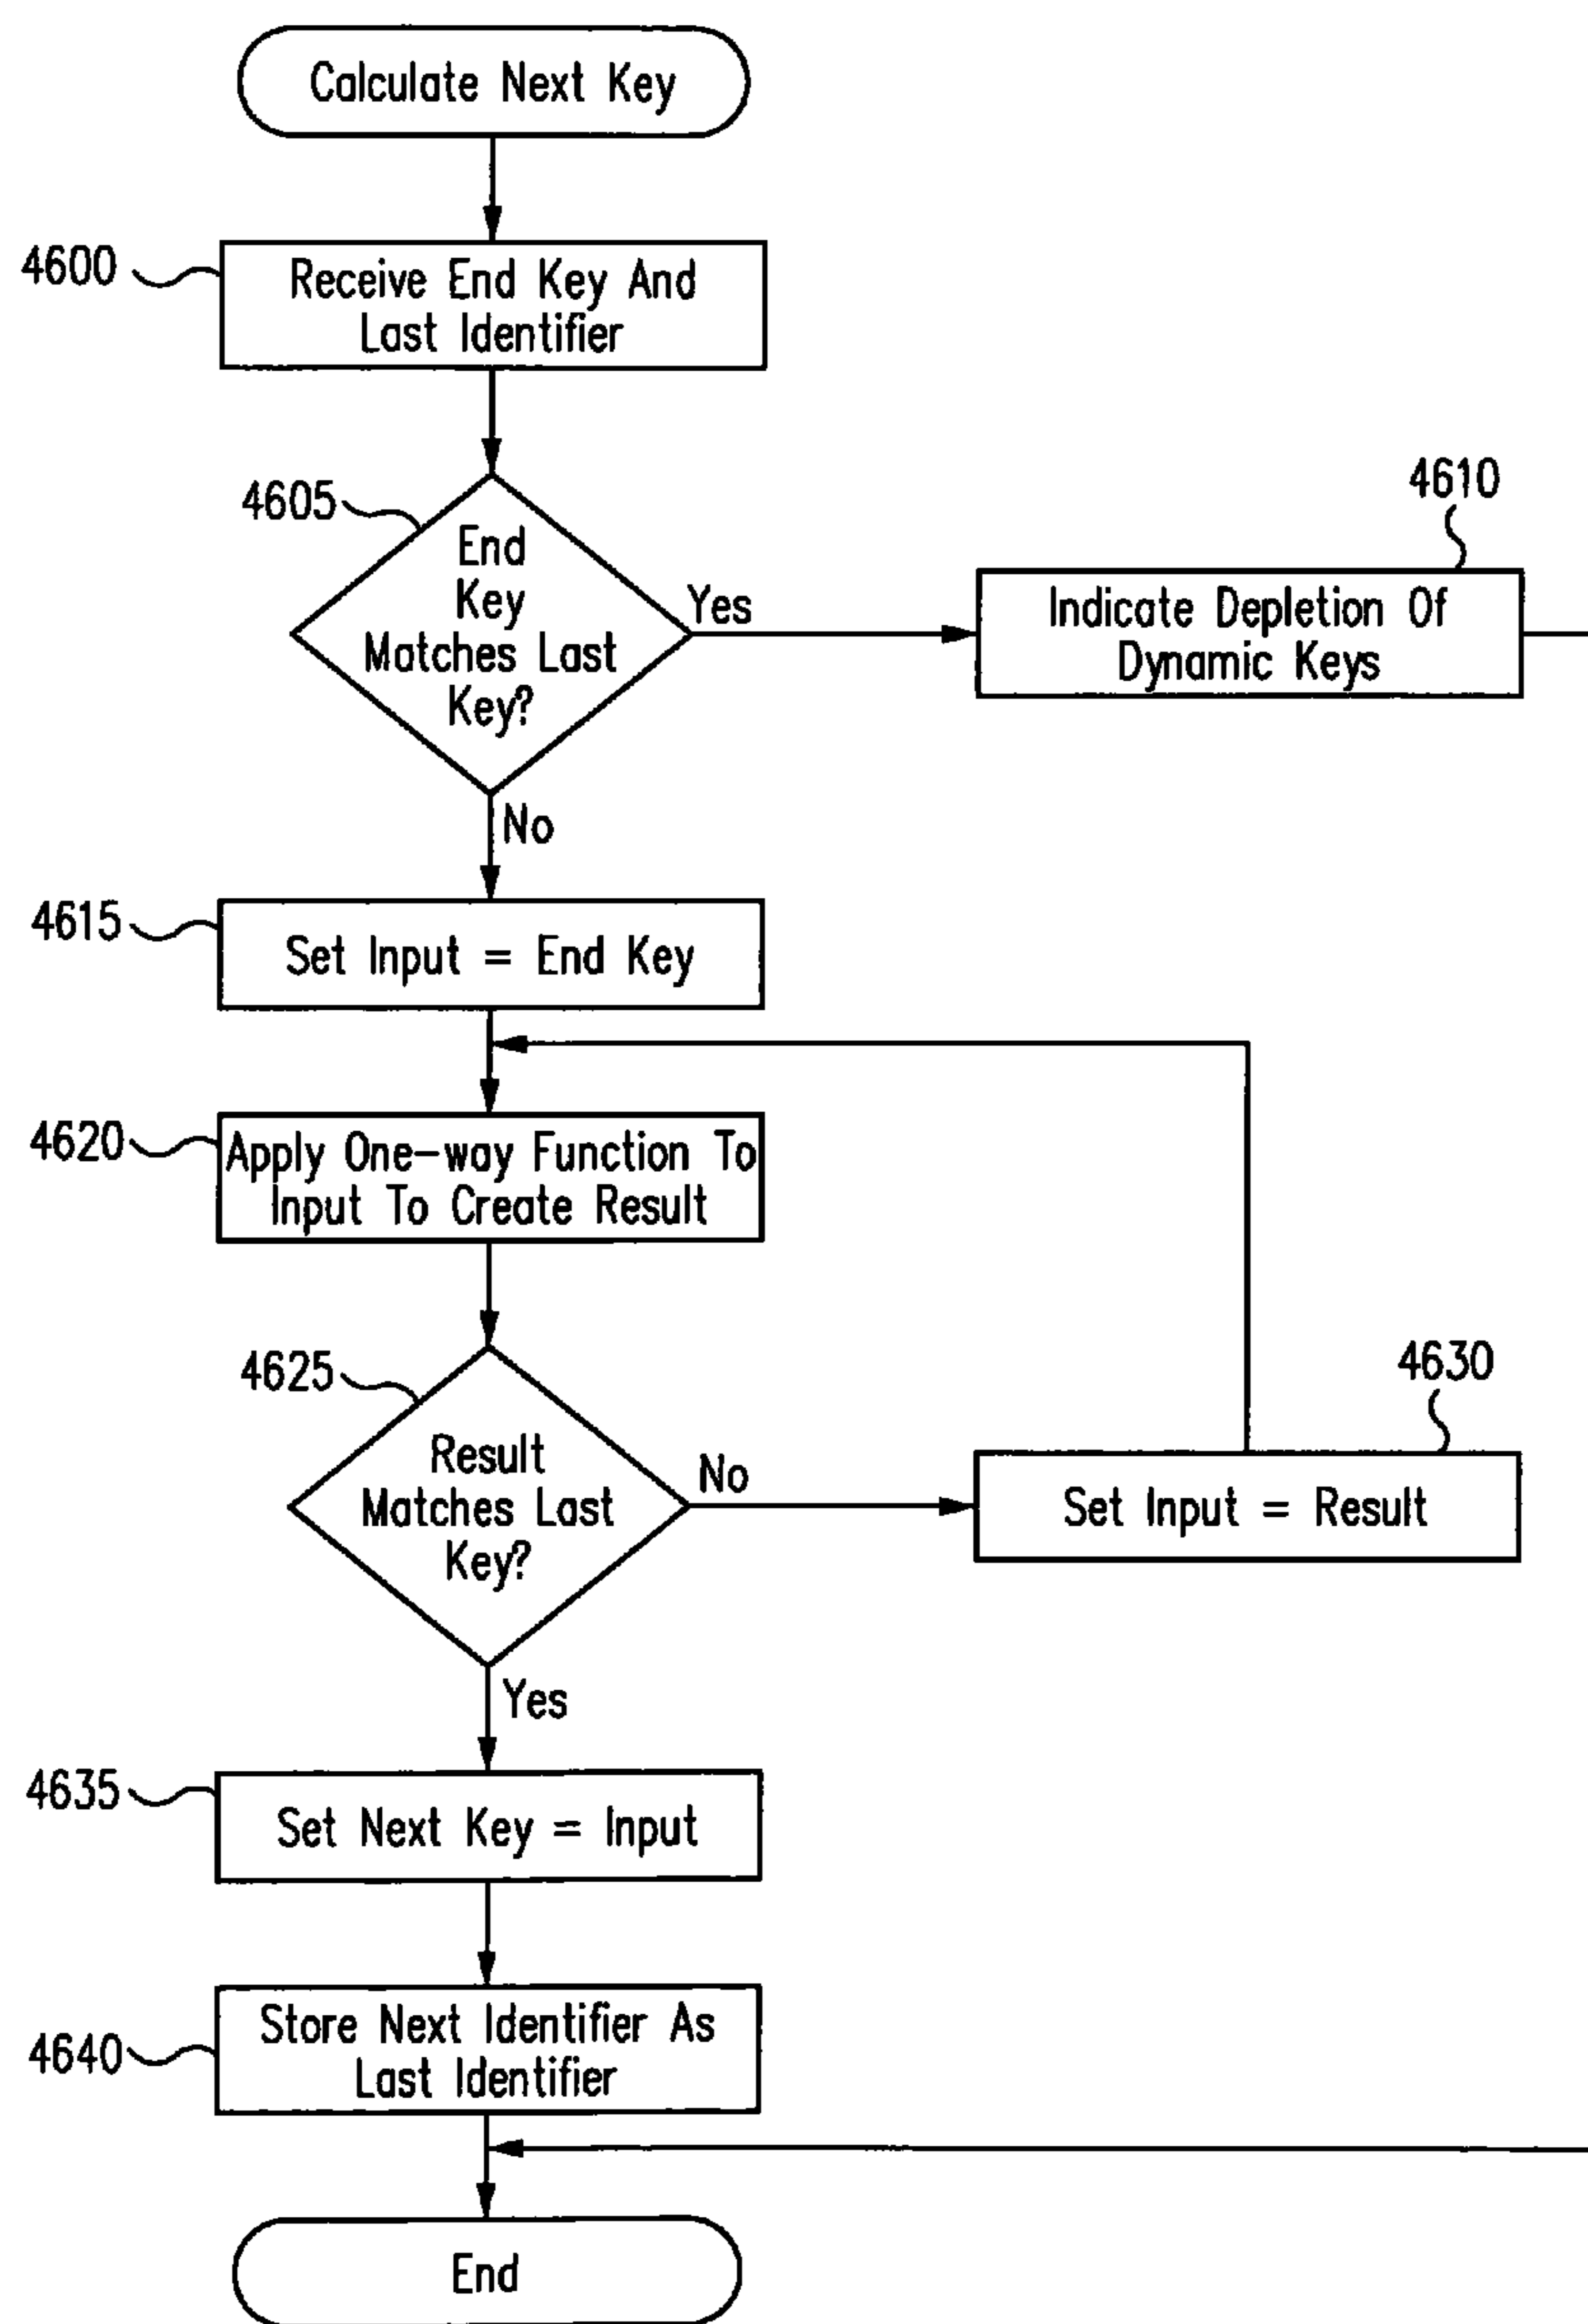 Calculate Next Key
4600
Receive End Key And
Last Identifier
4605
End
Key
Matches Last
Key?
Yes
4610
Indicate Depletion Of
Dynamic Keys
No
4615
Set Input = End Key
4620
Apply One-way Function To
Input To Create Result
4625
Result
Matches Last
Key?
No
4630
Set Input = Result
Yes
4635
Set Next Key = Input
4640
Store Next Identifier As
Last Identifier
End